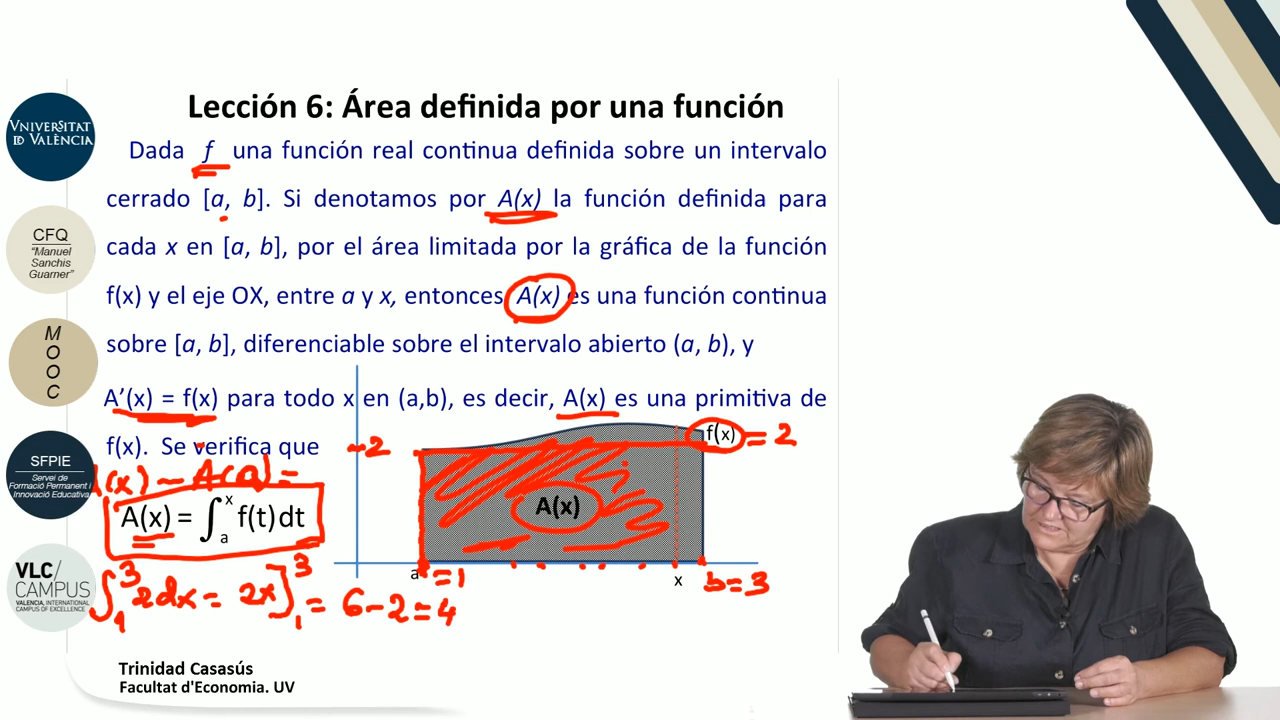 Lección 6: Área definida por una función
Dada f una función real continua definida sobre un intervalo
cerrado [a, b]. Si denotamos por A(x) la función definida para
cada x en [a, b], por el área limitada por la gráfica de la función
f(x) y el eje OX, entre a y x, entonces A(x) es una función continua
sobre [a, b], diferenciable sobre el intervalo abierto (a, b), y
A’(x) = f(x) para todo x en (a,b), es decir, A(x) es una primitiva de
f(x). Se verifica que
(x) – A(a) =
A(x) = ∫ₐˣ f(t)dt
∫₁³ 2dx = 2x]₁³ = 6-2=4
2
f(x) = 2
A(x)
a =1
x
b=3
VNIVERSITAT
ID VALÈNCIA
CFQ
“Manuel
Sanchis
Guarner”
M
O
O
C
SFPIE
Servei de
Formació Permanent i
Innovació Educativa
VLC/
CAMPUS
VALENCIA, INTERNATIONAL
CAMPUS OF EXCELLENCE
Trinidad Casasús
Facultat d'Economia. UV